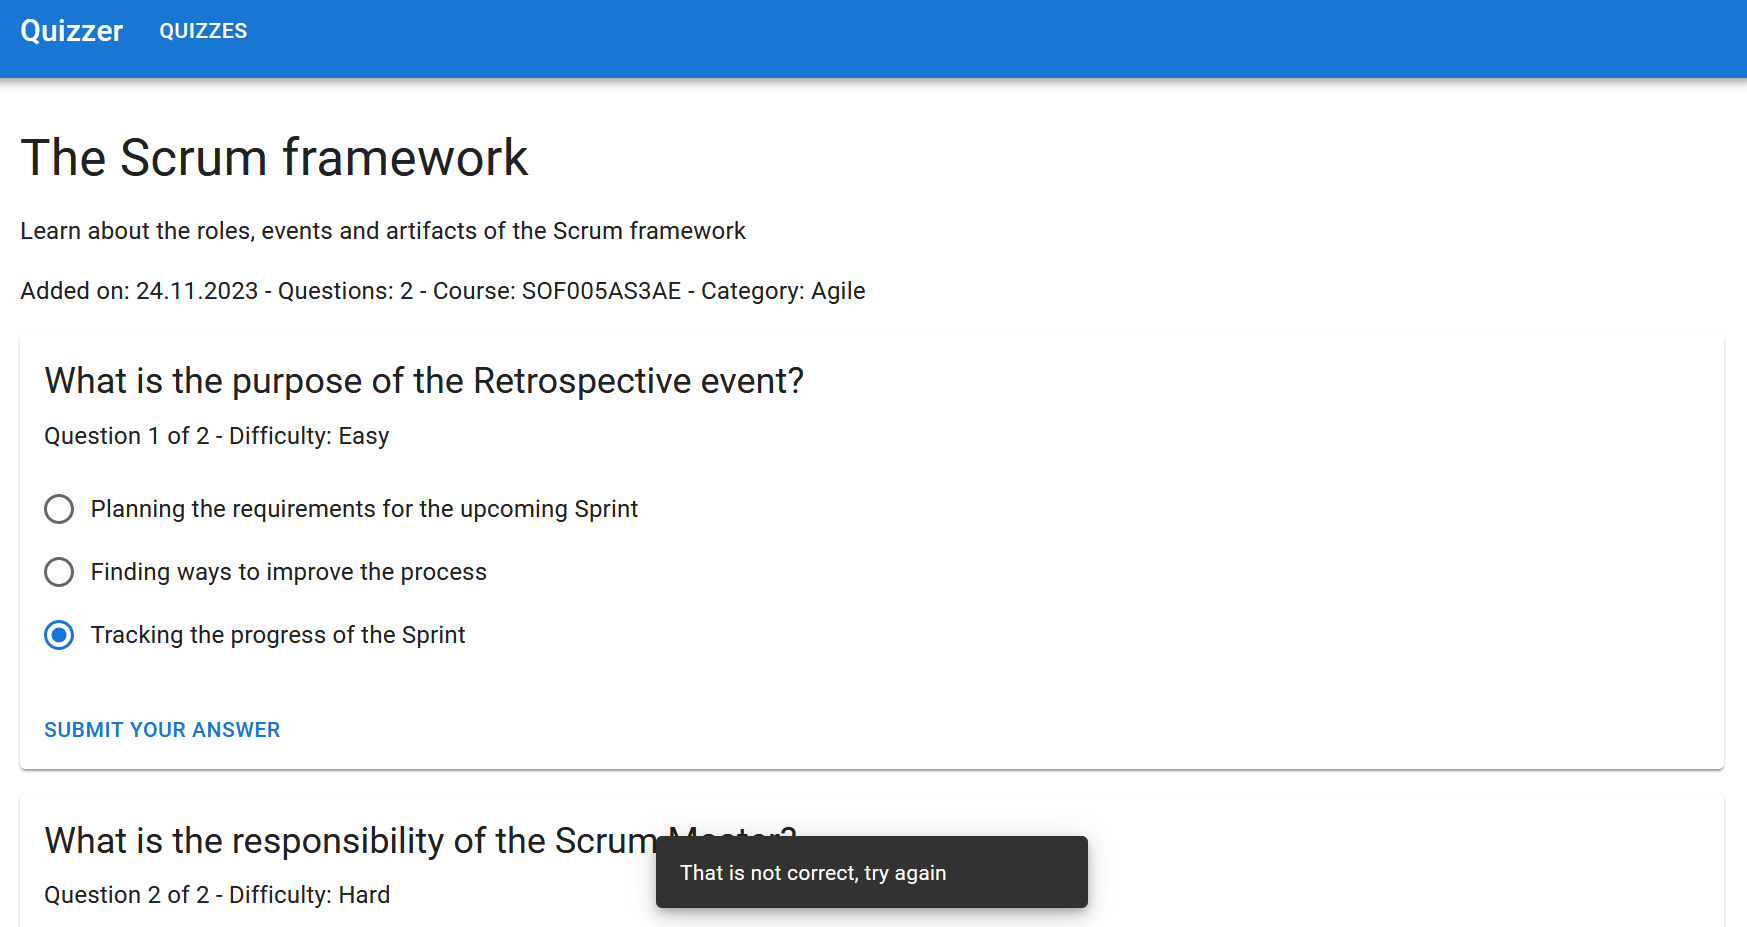 Quizzer QUIZZES
The Scrum framework
Learn about the roles, events and artifacts of the Scrum framework
Added on: 24.11.2023 - Questions: 2 - Course: SOF005AS3AE - Category: Agile
What is the purpose of the Retrospective event?
Question 1 of 2 - Difficulty: Easy
Planning the requirements for the upcoming Sprint
Finding ways to improve the process
Tracking the progress of the Sprint
SUBMIT YOUR ANSWER
What is the responsibility of the Scrum Master?
That is not correct, try again
Question 2 of 2 - Difficulty: Hard